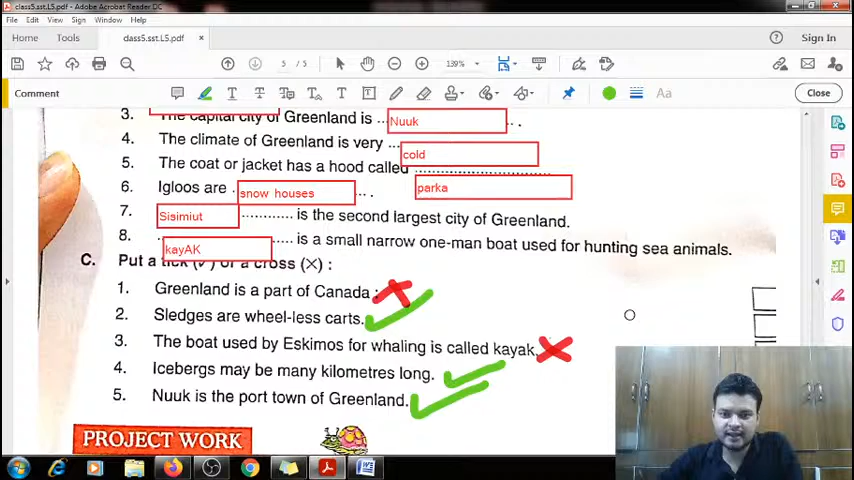 class5.sst.L5.pdf - Adobe Acrobat Reader DC
File Edit View Sign Window Help
Home Tools class5.sst.L5.pdf × Sign In
5 / 5 139%
Comment Aa Close
3. The capital city of Greenland is ... Nuuk .
4. The climate of Greenland is very ... cold
5. The coat or jacket has a hood called .............................. parka
6. Igloos are . snow houses ... .
7. Sisimiut ............ is the second largest city of Greenland.
8. kayAK ..... is a small narrow one-man boat used for hunting sea animals.
C. Put a tick (✓) or a cross (×) :
1. Greenland is a part of Canada :
2. Sledges are wheel-less carts.
3. The boat used by Eskimos for whaling is called kayak.
4. Icebergs may be many kilometres long.
5. Nuuk is the port town of Greenland.
PROJECT WORK